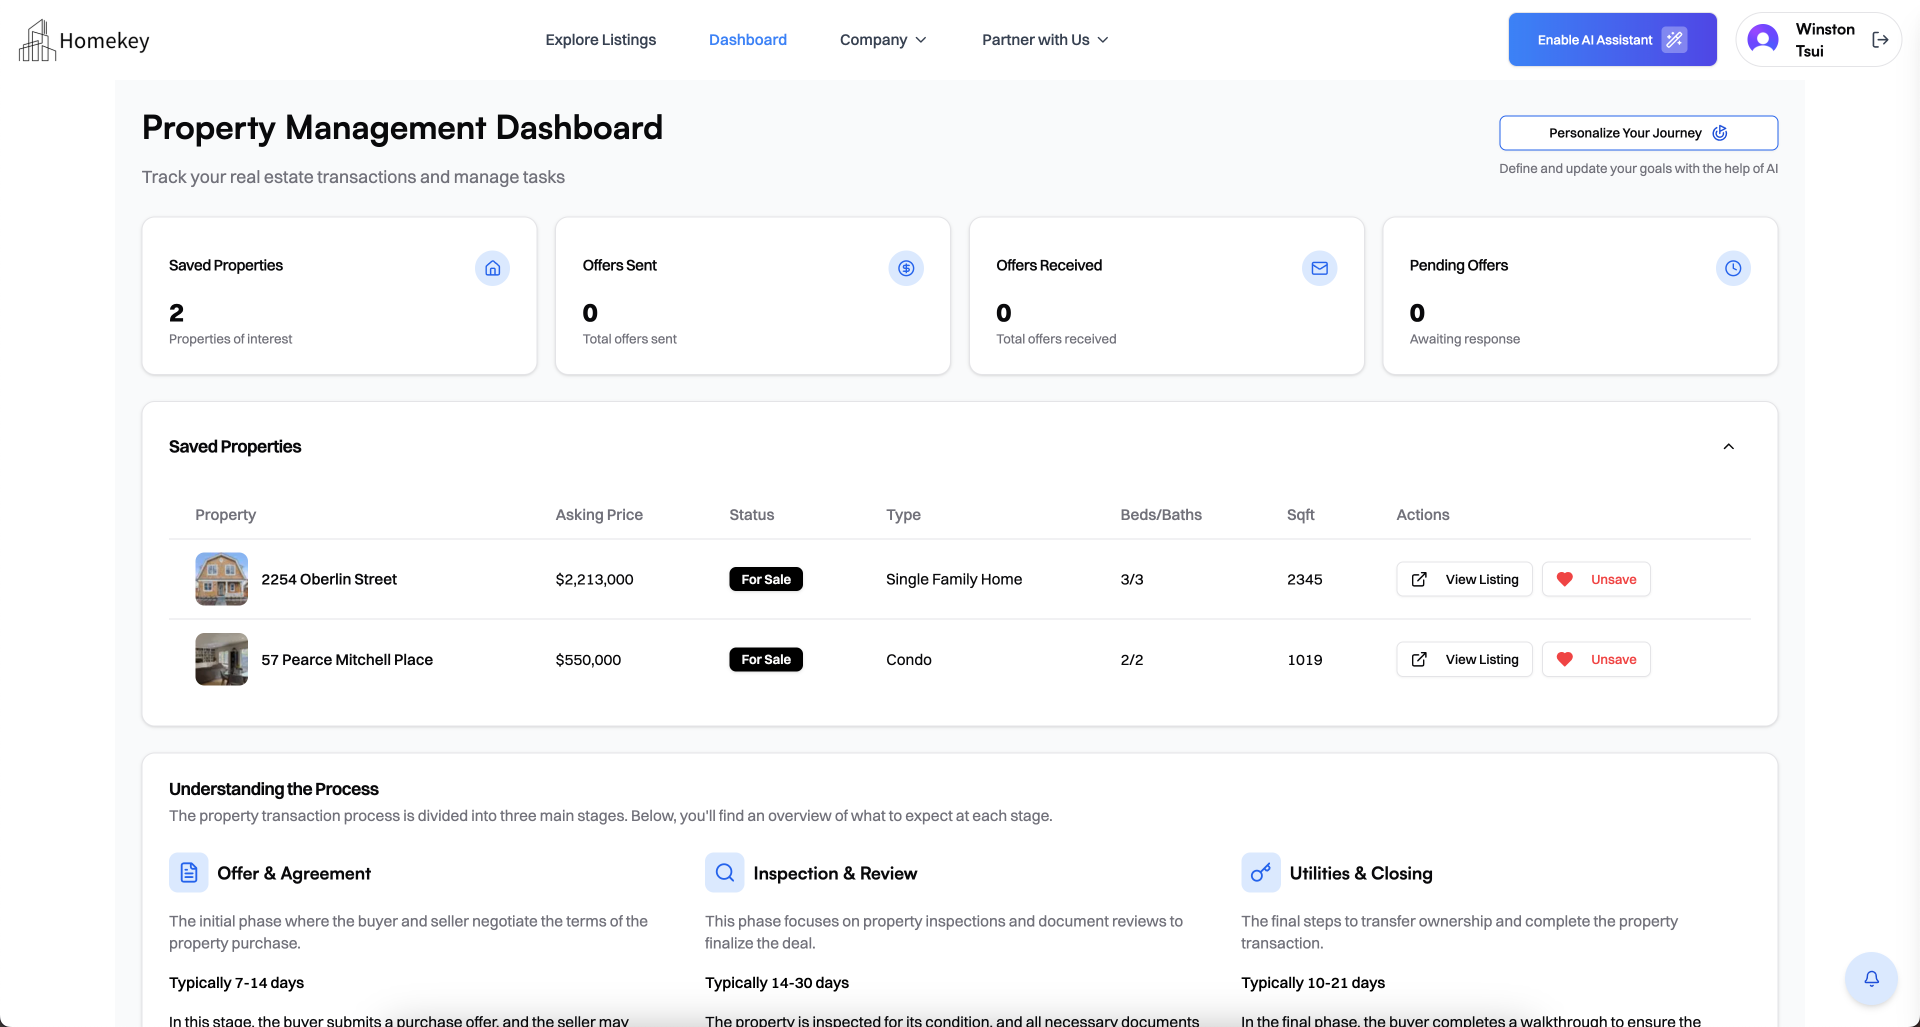 Homekey
Explore Listings
Dashboard
Company
Partner with Us
Enable AI Assistant
Winston
Tsui
Property Management Dashboard
Track your real estate transactions and manage tasks
Personalize Your Journey
Define and update your goals with the help of AI
Saved Properties
2
Properties of interest
Offers Sent
0
Total offers sent
Offers Received
0
Total offers received
Pending Offers
0
Awaiting response
Saved Properties
Property Asking Price Status Type Beds/Baths Sqft Actions
2254 Oberlin Street $2,213,000 For Sale Single Family Home 3/3 2345 View Listing Unsave
57 Pearce Mitchell Place $550,000 For Sale Condo 2/2 1019 View Listing Unsave
Understanding the Process
The property transaction process is divided into three main stages. Below, you'll find an overview of what to expect at each stage.
Offer & Agreement
The initial phase where the buyer and seller negotiate the terms of the
property purchase.
Typically 7-14 days
In this stage, the buyer submits a purchase offer, and the seller may
Inspection & Review
This phase focuses on property inspections and document reviews to
finalize the deal.
Typically 14-30 days
The property is inspected for its condition, and all necessary documents
Utilities & Closing
The final steps to transfer ownership and complete the property
transaction.
Typically 10-21 days
In the final phase, the buyer completes a walkthrough to ensure the